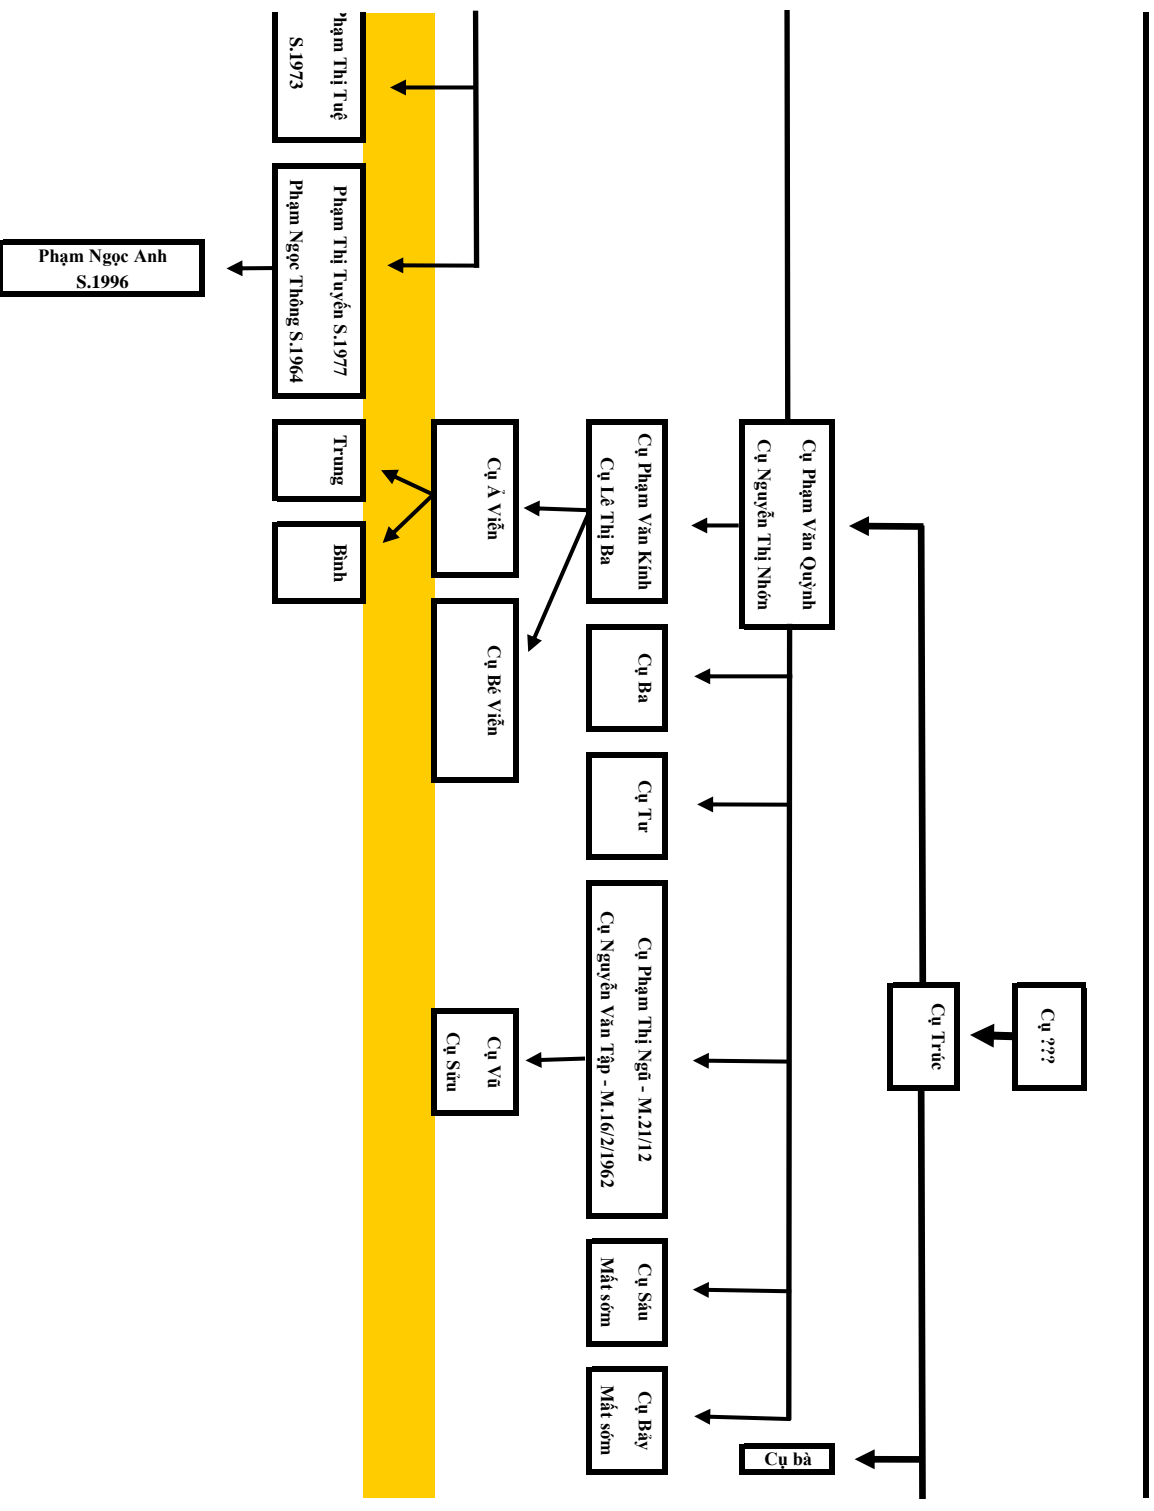 Cụ ???
Cụ Trúc
Cụ Phạm Văn Quỳnh
Cụ Nguyễn Thị Nhớn
Cụ bà
Cụ Phạm Văn Kính
Cụ Lê Thị Ba
Cụ Ba
Cụ Tư
Cụ Phạm Thị Ngũ - M.21/12
Cụ Nguyễn Văn Tập - M.16/2/1962
Cụ Sáu
Mất sớm
Cụ Bảy
Mất sớm
Cụ Ả Viễn
Cụ Bé Viễn
Cụ Vũ
Cụ Sửu
Phạm Thị Tuệ
S.1973
Phạm Thị Tuyến S.1977
Phạm Ngọc Thông S.1964
Trung
Bình
Phạm Ngọc Anh
S.1996